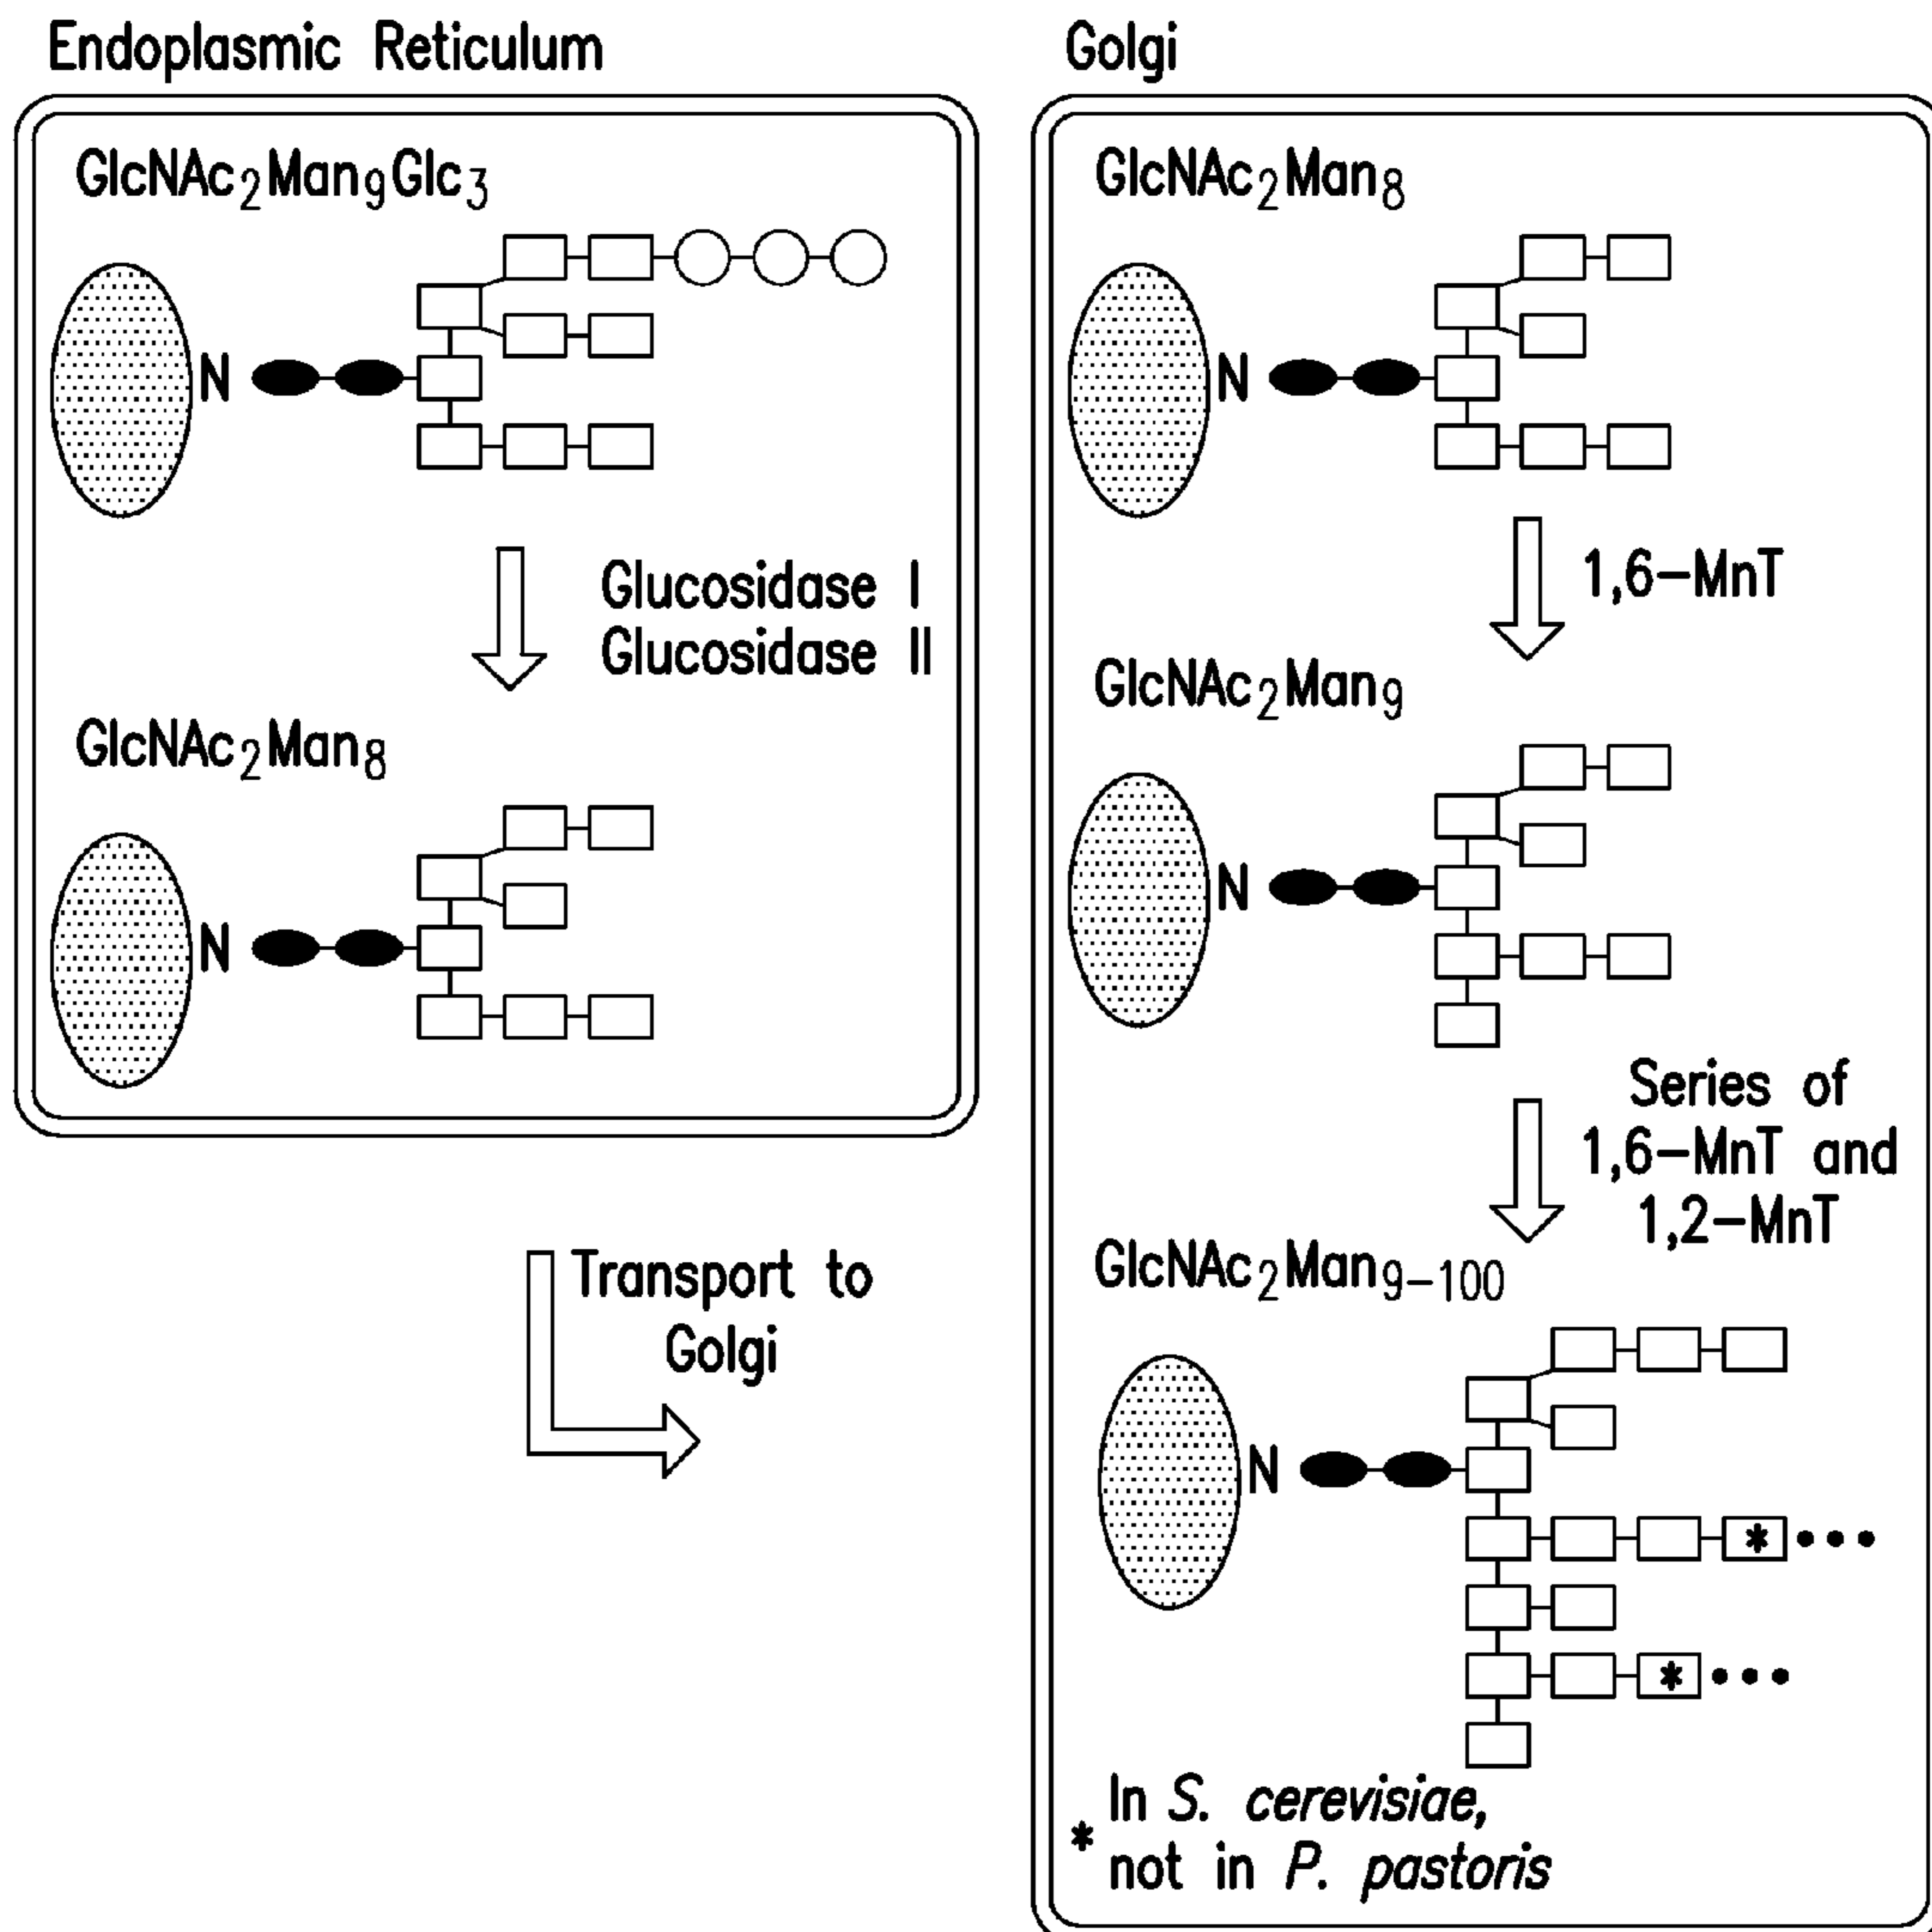 Endoplasmic Reticulum
GlcNAc₂Man₉Glc₃
N
Glucosidase I
Glucosidase II
GlcNAc₂Man₈
N
Transport to
Golgi
Golgi
GlcNAc₂Man₈
N
1,6-MnT
GlcNAc₂Man₉
N
Series of
1,6-MnT and
1,2-MnT
GlcNAc₂Man₉₋₁₀₀
N
*
*
* In S. cerevisiae,
not in P. pastoris